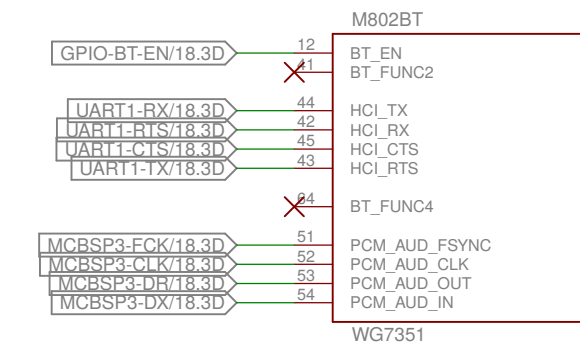 M802BT
GPIO-BT-EN/18.3D 12 BT_EN
41 BT_FUNC2
UART1-RX/18.3D 44 HCI_TX
UART1-RTS/18.3D 42 HCI_RX
UART1-CTS/18.3D 45 HCI_CTS
UART1-TX/18.3D 43 HCI_RTS
64 BT_FUNC4
MCBSP3-FCK/18.3D 51 PCM_AUD_FSYNC
MCBSP3-CLK/18.3D 52 PCM_AUD_CLK
MCBSP3-DR/18.3D 53 PCM_AUD_OUT
MCBSP3-DX/18.3D 54 PCM_AUD_IN
WG7351